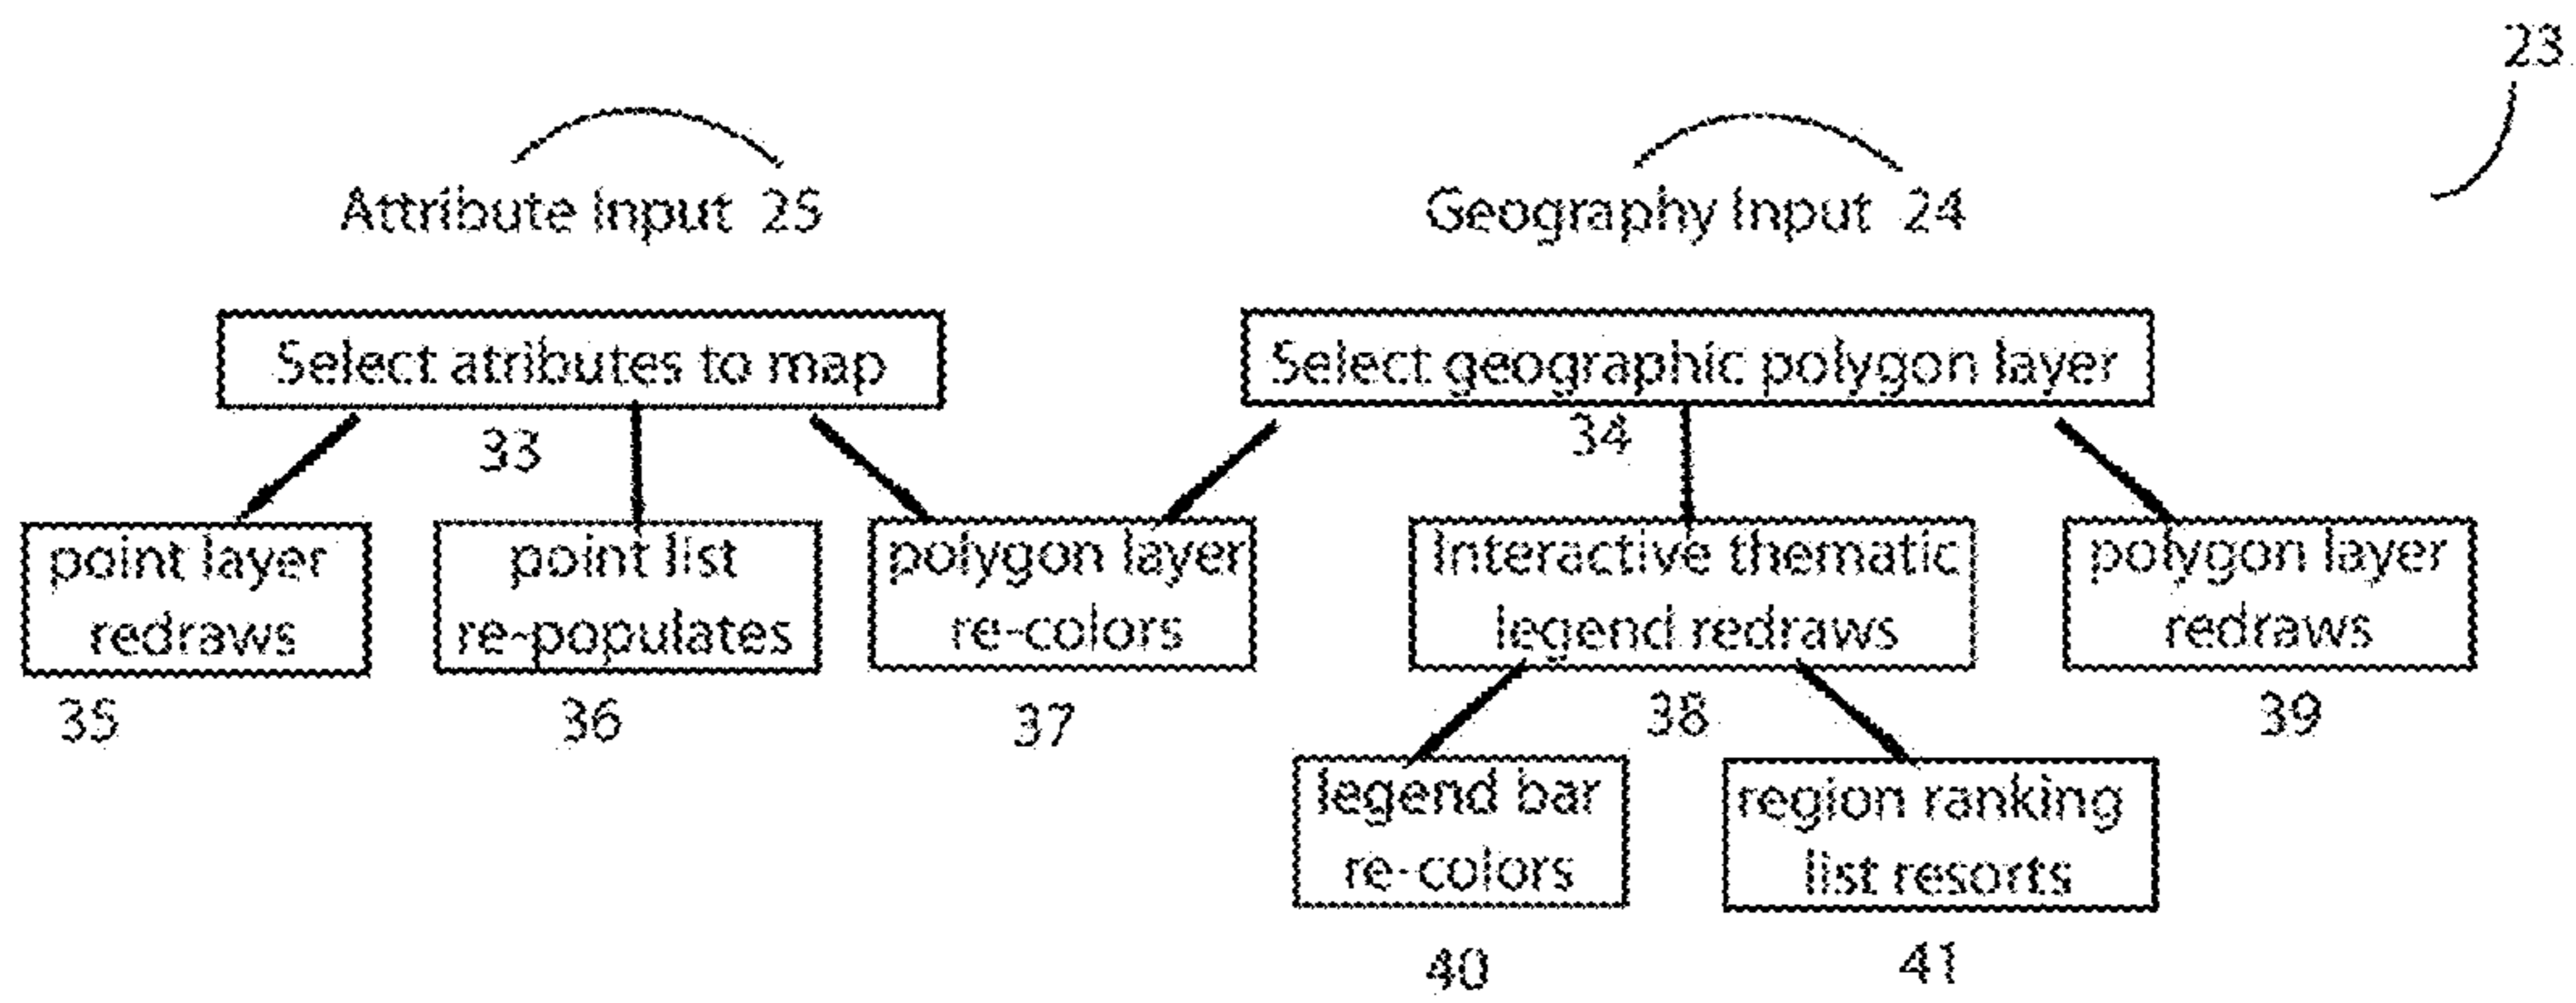 23
Attribute Input 25
Geography Input 24
Select atributes to map
Select geographic polygon layer
33
34
point layer
redraws
point list
re-populates
polygon layer
re-colors
Interactive thematic
legend redraws
polygon layer
redraws
35
36
37
38
39
legend bar
re-colors
region ranking
list resorts
40
41